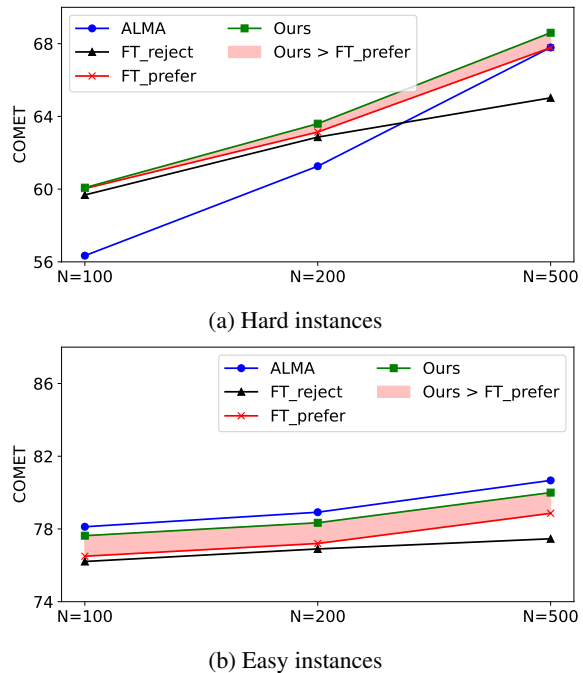 68
64
60
56
COMET
ALMA
FT_reject
FT_prefer
Ours
Ours > FT_prefer
N=100 N=200 N=500
(a) Hard instances
86
82
78
74
COMET
ALMA
FT_reject
FT_prefer
Ours
Ours > FT_prefer
N=100 N=200 N=500
(b) Easy instances